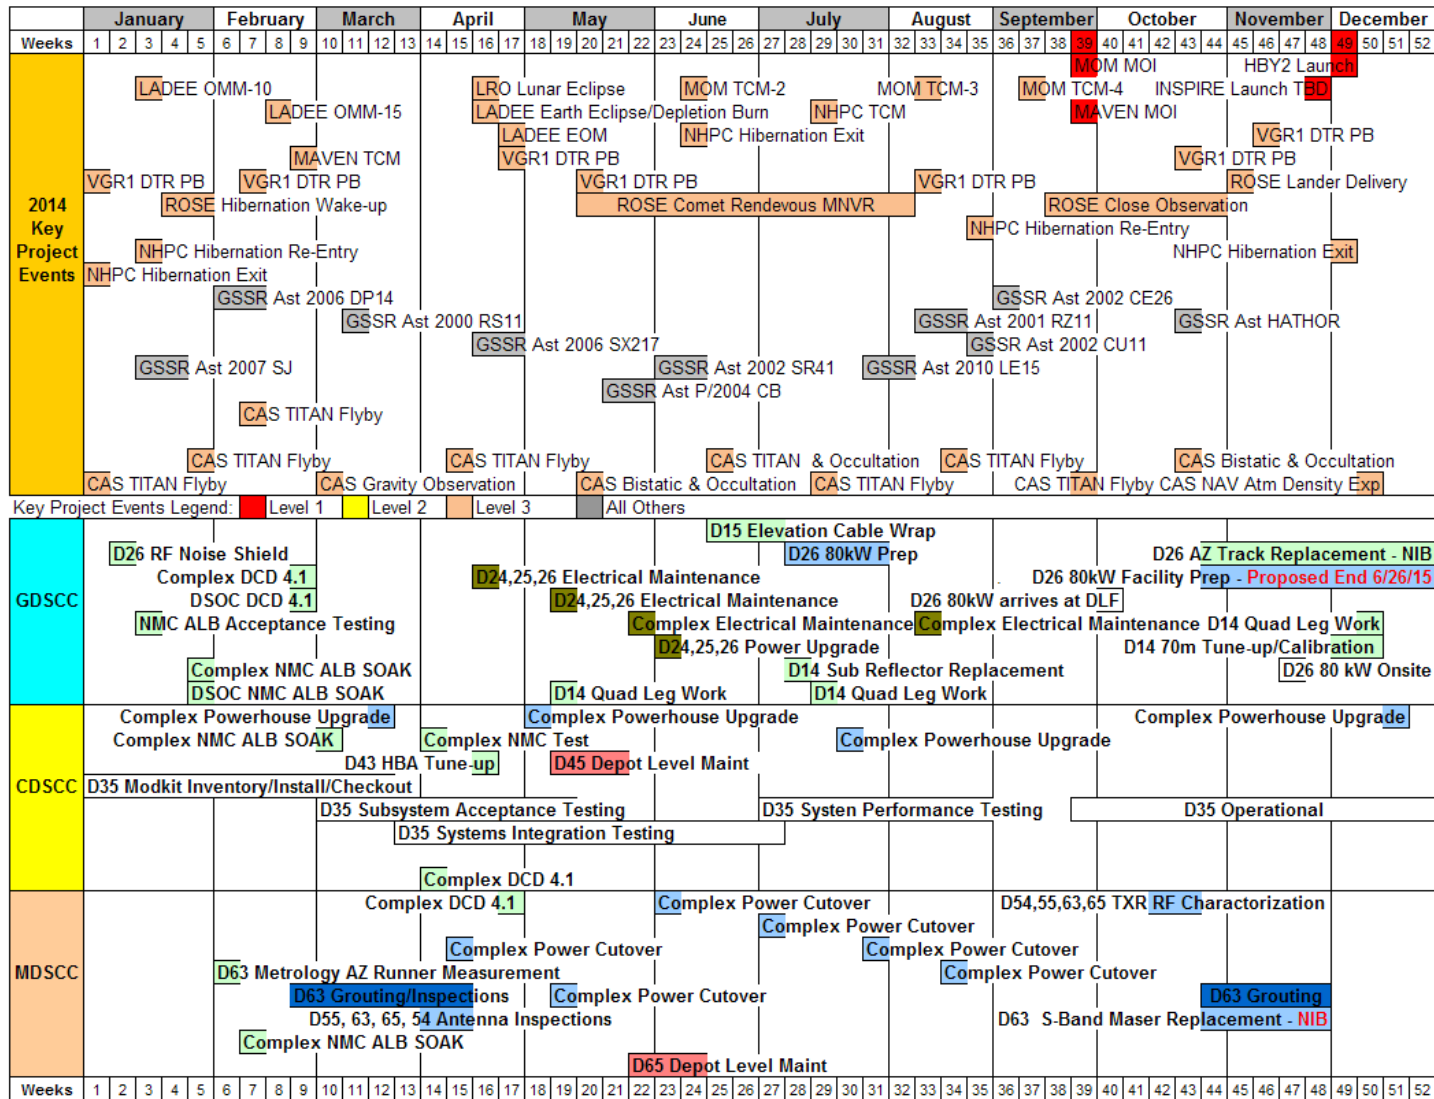 January February March April May June July August September October November December
Weeks 1 2 3 4 5 6 7 8 9 10 11 12 13 14 15 16 17 18 19 20 21 22 23 24 25 26 27 28 29 30 31 32 33 34 35 36 37 38 39 40 41 42 43 44 45 46 47 48 49 50 51 52
2014
Key
Project
Events
MOM MOI HBY2 Launch
LADEE OMM-10 LRO Lunar Eclipse MOM TCM-2 MOM TCM-3 MOM TCM-4 INSPIRE Launch TBD
LADEE OMM-15 LADEE Earth Eclipse/Depletion Burn NHPC TCM MAVEN MOI
LADEE EOM NHPC Hibernation Exit VGR1 DTR PB
MAVEN TCM VGR1 DTR PB VGR1 DTR PB
VGR1 DTR PB VGR1 DTR PB VGR1 DTR PB VGR1 DTR PB ROSE Lander Delivery
ROSE Hibernation Wake-up ROSE Comet Rendevous MNVR ROSE Close Observation
NHPC Hibernation Re-Entry
NHPC Hibernation Re-Entry NHPC Hibernation Exit
NHPC Hibernation Exit
GSSR Ast 2006 DP14 GSSR Ast 2002 CE26
GSSR Ast 2000 RS11 GSSR Ast 2001 RZ11 GSSR Ast HATHOR
GSSR Ast 2006 SX217 GSSR Ast 2002 CU11
GSSR Ast 2007 SJ GSSR Ast 2002 SR41 GSSR Ast 2010 LE15
GSSR Ast P/2004 CB
CAS TITAN Flyby
CAS TITAN Flyby CAS TITAN Flyby CAS TITAN & Occultation CAS TITAN Flyby CAS Bistatic & Occultation
CAS TITAN Flyby CAS Gravity Observation CAS Bistatic & Occultation CAS TITAN Flyby CAS TITAN Flyby CAS NAV Atm Density Exp
Key Project Events Legend: Level 1 Level 2 Level 3 All Others
GDSCC
D15 Elevation Cable Wrap
D26 RF Noise Shield D26 80kW Prep D26 AZ Track Replacement - NIB
Complex DCD 4.1 D24,25,26 Electrical Maintenance D26 80kW Facility Prep - Proposed End 6/26/15
DSOC DCD 4.1 D24,25,26 Electrical Maintenance D26 80kW arrives at DLF
NMC ALB Acceptance Testing Complex Electrical Maintenance Complex Electrical Maintenance D14 Quad Leg Work
D24,25,26 Power Upgrade D14 70m Tune-up/Calibration
Complex NMC ALB SOAK D14 Sub Reflector Replacement D26 80 kW Onsite
DSOC NMC ALB SOAK D14 Quad Leg Work D14 Quad Leg Work
CDSCC
Complex Powerhouse Upgrade Complex Powerhouse Upgrade Complex Powerhouse Upgrade
Complex NMC ALB SOAK Complex NMC Test Complex Powerhouse Upgrade
D43 HBA Tune-up D45 Depot Level Maint
D35 Modkit Inventory/Install/Checkout
D35 Subsystem Acceptance Testing D35 Systen Performance Testing D35 Operational
D35 Systems Integration Testing
Complex DCD 4.1
MDSCC
Complex DCD 4.1 Complex Power Cutover D54,55,63,65 TXR RF Charactorization
Complex Power Cutover
Complex Power Cutover Complex Power Cutover
D63 Metrology AZ Runner Measurement Complex Power Cutover
D63 Grouting/Inspections Complex Power Cutover D63 Grouting
D55, 63, 65, 54 Antenna Inspections D63 S-Band Maser Replacement - NIB
Complex NMC ALB SOAK
D65 Depot Level Maint
Weeks 1 2 3 4 5 6 7 8 9 10 11 12 13 14 15 16 17 18 19 20 21 22 23 24 25 26 27 28 29 30 31 32 33 34 35 36 37 38 39 40 41 42 43 44 45 46 47 48 49 50 51 52